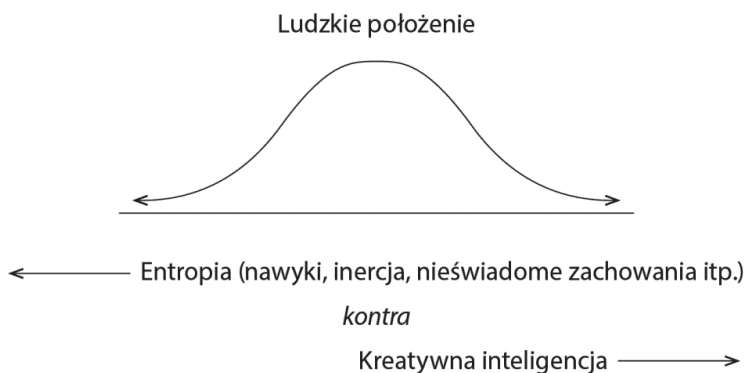 Ludzkie położenie
Entropia (nawyki, inercja, nieświadome zachowania itp.)
kontra
Kreatywna inteligencja